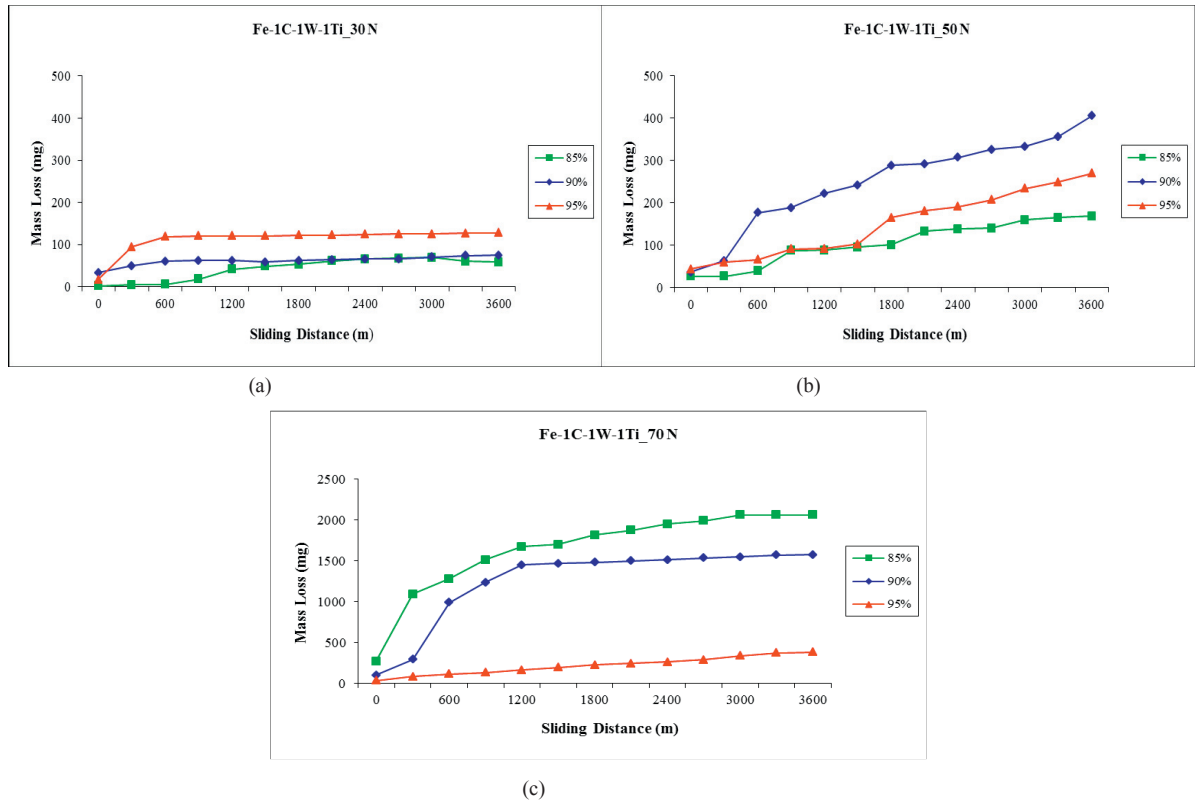 Fe-1C-1W-1Ti_30 N
500
400
300
200
100
0
Mass Loss (mg)
0 600 1200 1800 2400 3000 3600
Sliding Distance (m)
85%
90%
95%
(a)
Fe-1C-1W-1Ti_50 N
500
400
300
200
100
0
Mass Loss (mg)
0 600 1200 1800 2400 3000 3600
Sliding Distance (m)
85%
90%
95%
(b)
Fe-1C-1W-1Ti_70 N
2500
2000
1500
1000
500
0
Mass Loss (mg)
0 600 1200 1800 2400 3000 3600
Sliding Distance (m)
85%
90%
95%
(c)